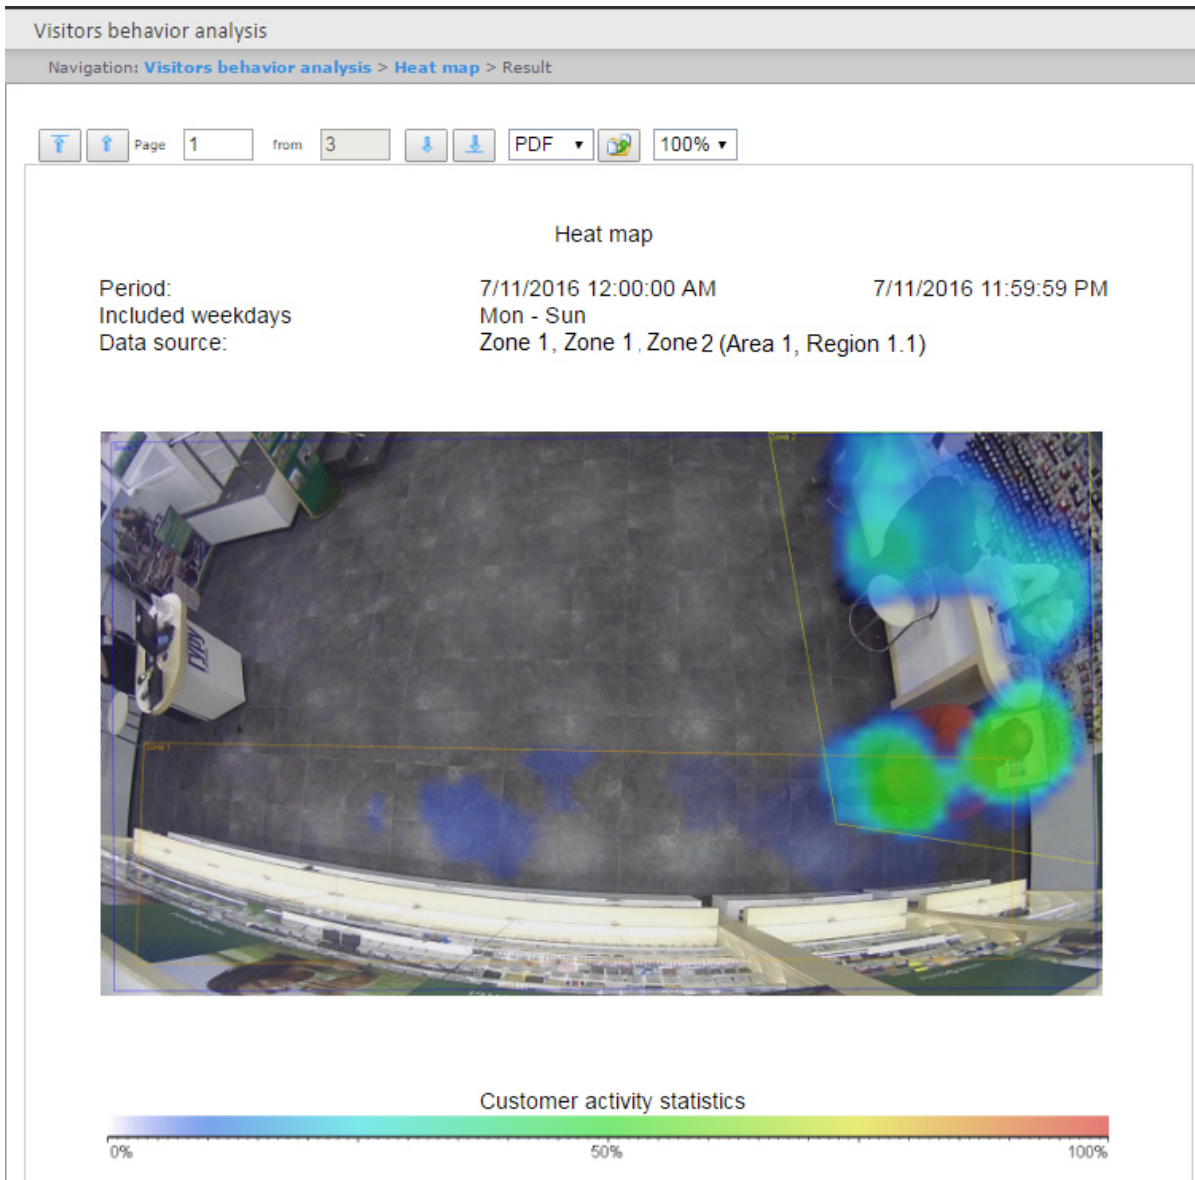 Visitors behavior analysis
Navigation: Visitors behavior analysis > Heat map > Result
Page 1 from 3 PDF 100%
Heat map
Period: 7/11/2016 12:00:00 AM 7/11/2016 11:59:59 PM
Included weekdays Mon - Sun
Data source: Zone 1, Zone 1, Zone 2 (Area 1, Region 1.1)
Customer activity statistics
0% 50% 100%